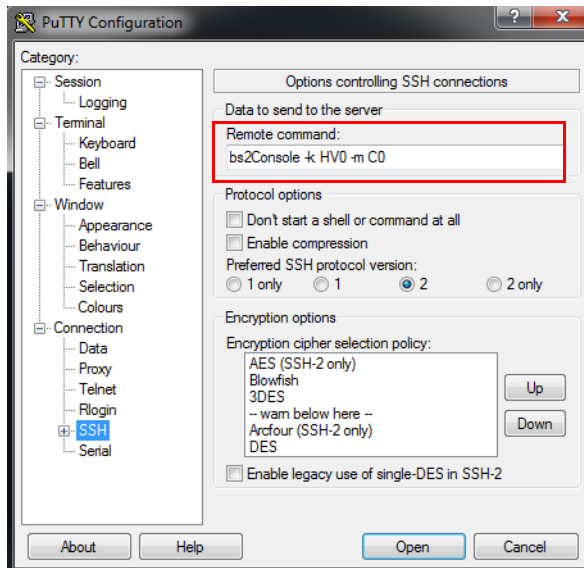 PuTTY Configuration
?
X
Category:
Session
Logging
Terminal
Keyboard
Bell
Features
Window
Appearance
Behaviour
Translation
Selection
Colours
Connection
Data
Proxy
Telnet
Rlogin
SSH
Serial
Options controlling SSH connections
Data to send to the server
Remote command:
bs2Console -k HV0 -m C0
Protocol options
Don't start a shell or command at all
Enable compression
Preferred SSH protocol version:
1 only 1 2 2 only
Encryption options
Encryption cipher selection policy:
AES (SSH-2 only)
Blowfish
3DES
-- warn below here --
Arcfour (SSH-2 only)
DES
Up
Down
Enable legacy use of single-DES in SSH-2
About Help Open Cancel